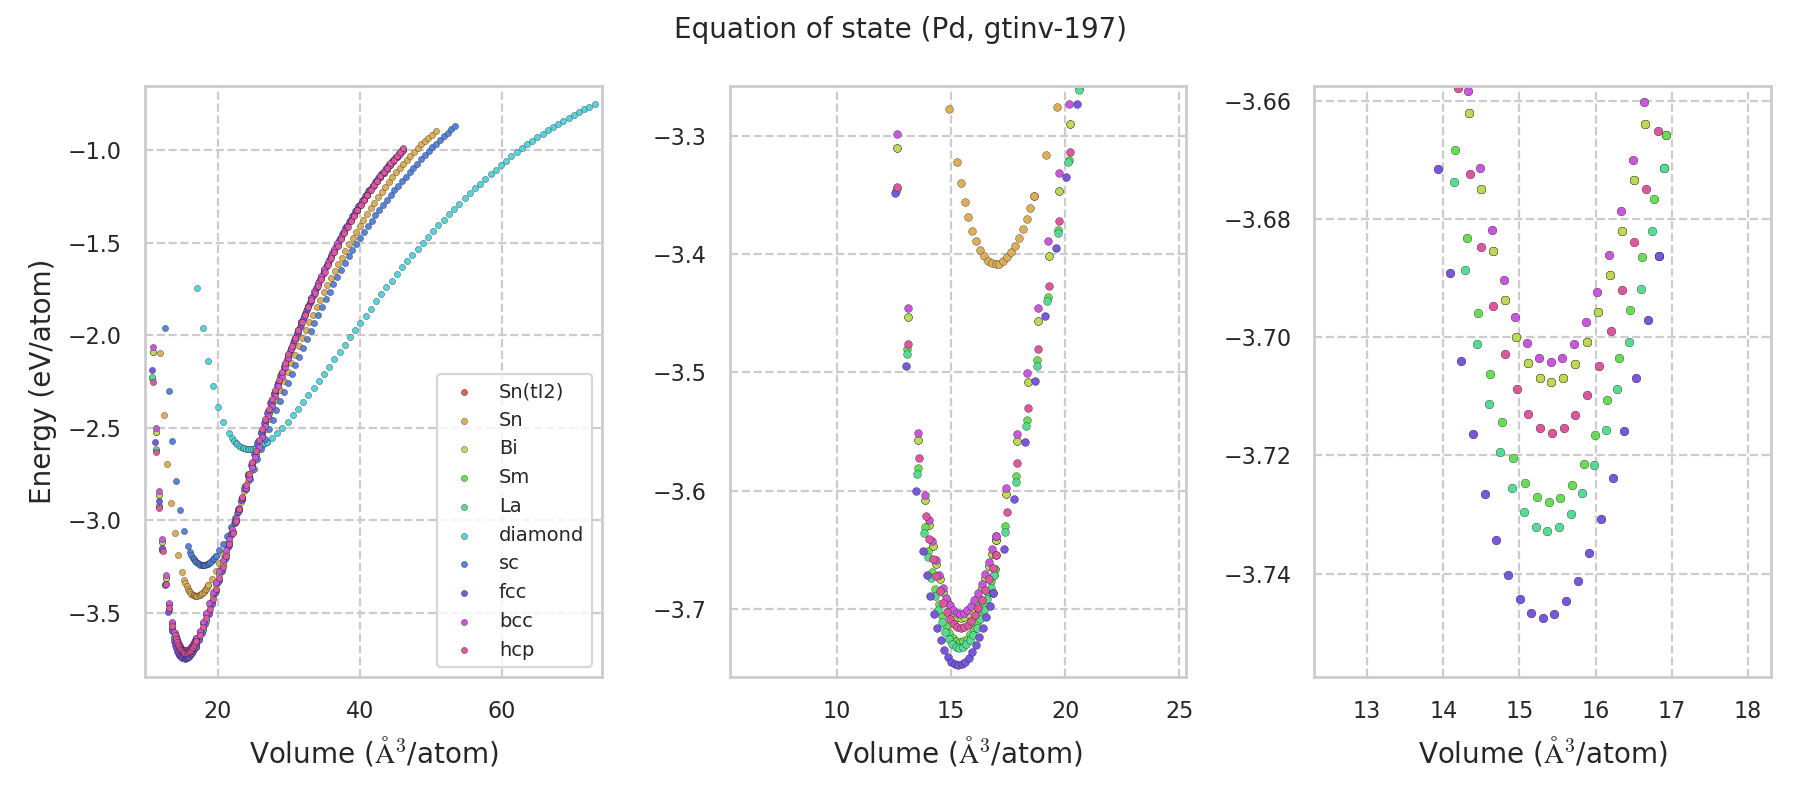 Equation of state (Pd, gtinv-197)
Energy (eV/atom)
−1.0
−1.5
−2.0
−2.5
−3.0
−3.5
20 40 60
Volume (Å³/atom)
Sn(tI2)
Sn
Bi
Sm
La
diamond
sc
fcc
bcc
hcp
−3.3
−3.4
−3.5
−3.6
−3.7
10 15 20 25
Volume (Å³/atom)
−3.66
−3.68
−3.70
−3.72
−3.74
13 14 15 16 17 18
Volume (Å³/atom)